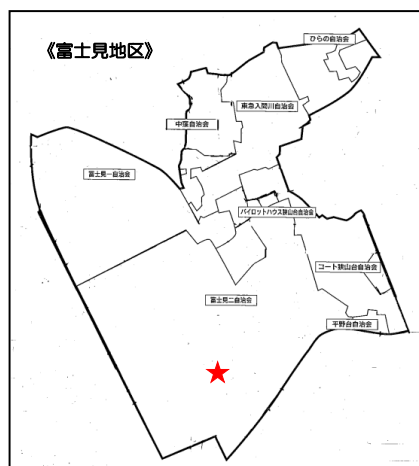 《富士見地区》
ひらの自治会
東急入間川自治会
中窪自治会
富士見一自治会
パイロットハウス狭山台自治会
コート狭山台自治会
富士見二自治会
平野台自治会